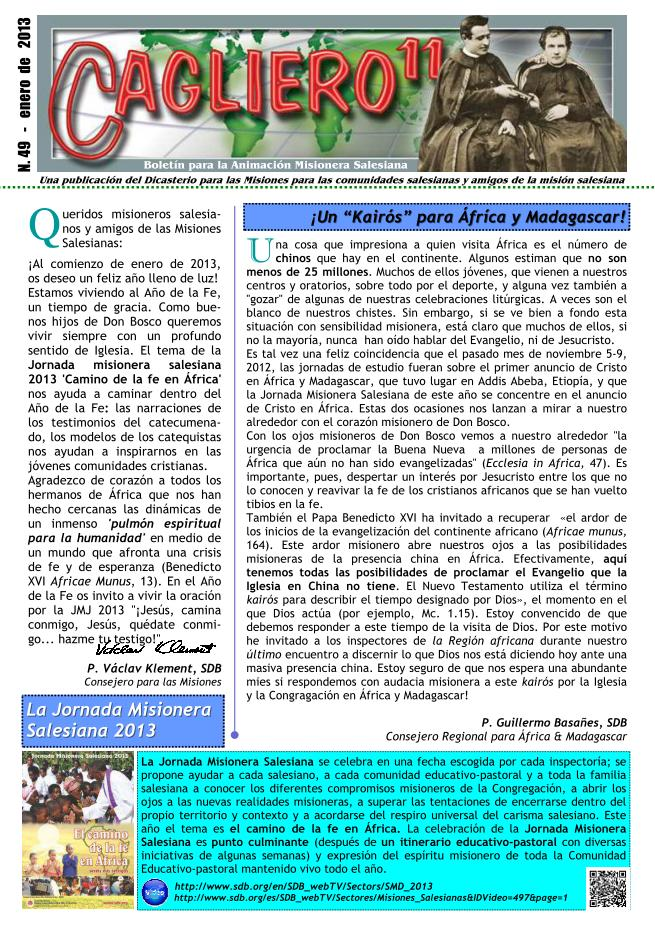 N. 49 - enero de 2013
CAGLIERO 11
Boletín para la Animación Misionera Salesiana
Una publicación del Dicasterio para las Misiones para las comunidades salesianas y amigos de la misión salesiana
Queridos misioneros salesia-
nos y amigos de las Misiones
Salesianas:
¡Al comienzo de enero de 2013,
os deseo un feliz año lleno de luz!
Estamos viviendo al Año de la Fe,
un tiempo de gracia. Como bue-
nos hijos de Don Bosco queremos
vivir siempre con un profundo
sentido de Iglesia. El tema de la
Jornada misionera salesiana
2013 'Camino de la fe en África'
nos ayuda a caminar dentro del
Año de la Fe: las narraciones de
los testimonios del catecumena-
do, los modelos de los catequistas
nos ayudan a inspirarnos en las
jóvenes comunidades cristianas.
Agradezco de corazón a todos los
hermanos de África que nos han
hecho cercanas las dinámicas de
un inmenso 'pulmón espiritual
para la humanidad' en medio de
un mundo que afronta una crisis
de fe y de esperanza (Benedicto
XVI Africae Munus, 13). En el Año
de la Fe os invito a vivir la oración
por la JMJ 2013 "¡Jesús, camina
conmigo, Jesús, quédate conmi-
go... hazme tu testigo!"
Václav Klement
P. Václav Klement, SDB
Consejero para las Misiones
¡Un “Kairós” para África y Madagascar!
Una cosa que impresiona a quien visita África es el número de
chinos que hay en el continente. Algunos estiman que no son
menos de 25 millones. Muchos de ellos jóvenes, que vienen a nuestros
centros y oratorios, sobre todo por el deporte, y alguna vez también a
"gozar" de algunas de nuestras celebraciones litúrgicas. A veces son el
blanco de nuestros chistes. Sin embargo, si se ve bien a fondo esta
situación con sensibilidad misionera, está claro que muchos de ellos, si
no la mayoría, nunca han oído hablar del Evangelio, ni de Jesucristo.
Es tal vez una feliz coincidencia que el pasado mes de noviembre 5-9,
2012, las jornadas de estudio fueran sobre el primer anuncio de Cristo
en África y Madagascar, que tuvo lugar en Addis Abeba, Etiopía, y que
la Jornada Misionera Salesiana de este año se concentre en el anuncio
de Cristo en África. Estas dos ocasiones nos lanzan a mirar a nuestro
alrededor con el corazón misionero de Don Bosco.
Con los ojos misioneros de Don Bosco vemos a nuestro alrededor "la
urgencia de proclamar la Buena Nueva a millones de personas de
África que aún no han sido evangelizadas" (Ecclesia in Africa, 47). Es
importante, pues, despertar un interés por Jesucristo entre los que no
lo conocen y reavivar la fe de los cristianos africanos que se han vuelto
tibios en la fe.
También el Papa Benedicto XVI ha invitado a recuperar «el ardor de
los inicios de la evangelización del continente africano (Africae munus,
164). Este ardor misionero abre nuestros ojos a las posibilidades
misioneras de la presencia china en África. Efectivamente, aquí
tenemos todas las posibilidades de proclamar el Evangelio que la
Iglesia en China no tiene. El Nuevo Testamento utiliza el término
kairós para describir el tiempo designado por Dios», el momento en el
que Dios actúa (por ejemplo, Mc. 1.15). Estoy convencido de que
debemos responder a este tiempo de la visita de Dios. Por este motivo
he invitado a los inspectores de la Región africana durante nuestro
último encuentro a discernir lo que Dios nos está diciendo hoy ante una
masiva presencia china. Estoy seguro de que nos espera una abundante
mies si respondemos con audacia misionera a este kairós por la Iglesia
y la Congragación en África y Madagascar!
P. Guillermo Basañes, SDB
Consejero Regional para África & Madagascar
La Jornada Misionera
Salesiana 2013
Jornada Misionera Salesiana 2013
El camino
de la fe
en África
La Jornada Misionera Salesiana se celebra en una fecha escogida por cada inspectoría; se
propone ayudar a cada salesiano, a cada comunidad educativo-pastoral y a toda la familia
salesiana a conocer los diferentes compromisos misioneros de la Congregación, a abrir los
ojos a las nuevas realidades misioneras, a superar las tentaciones de encerrarse dentro del
propio territorio y contexto y a acordarse del respiro universal del carisma salesiano. Este
año el tema es el camino de la fe en África. La celebración de la Jornada Misionera
Salesiana es punto culminante (después de un itinerario educativo-pastoral con diversas
iniciativas de algunas semanas) y expresión del espíritu misionero de toda la Comunidad
Educativo-pastoral mantenido vivo todo el año.
Video
http://www.sdb.org/en/SDB_webTV/Sectors/SMD_2013
http://www.sdb.org/es/SDB_webTV/Sectores/Misiones_Salesianas&IDVideo=497&page=1